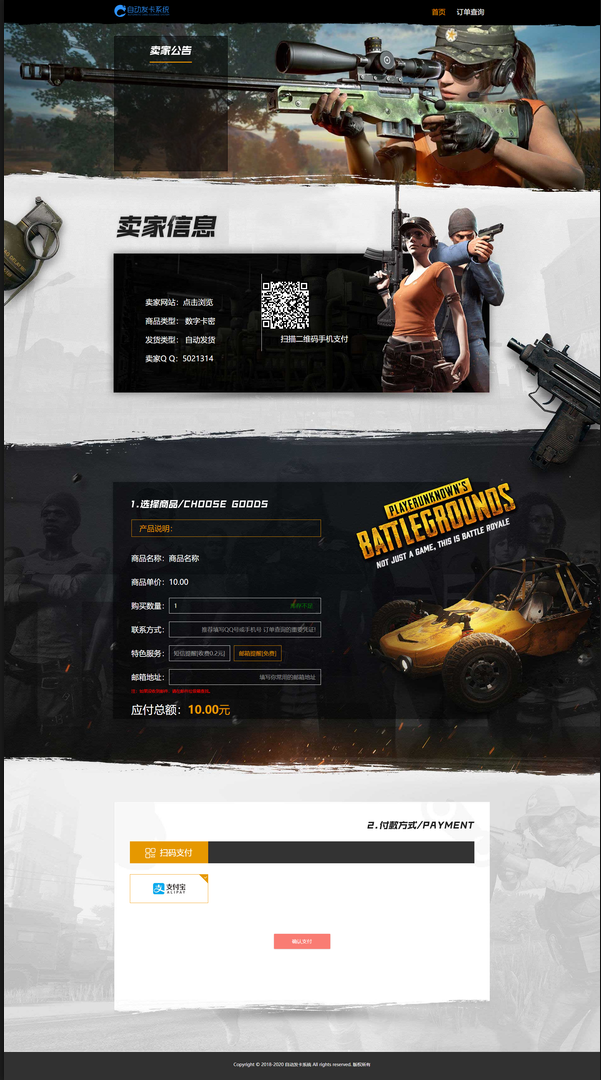 自动发卡系统
首页 订单查询
卖家公告
卖家信息
卖家网站：点击浏览
商品类型： 数字卡密
发货类型： 自动发货
卖家Q Q：5021314
扫描二维码手机支付
1.选择商品/CHOOSE GOODS
产品说明：
商品名称：商品名称
商品单价：10.00
购买数量：1
联系方式：推荐填写QQ号或手机号 订单查询的重要凭证!
特色服务：短信提醒[收费0.2元] 邮箱提醒[免费]
邮箱地址：填写你常用的邮箱地址
应付总额：10.00元
PLAYERUNKNOWN'S
BATTLEGROUNDS
NOT JUST A GAME, THIS IS BATTLE ROYALE
2.付款方式/PAYMENT
扫码支付
支付宝
ALIPAY
确认支付
Copyright © 2018-2020 自动发卡系统 All rights reserved. 版权所有